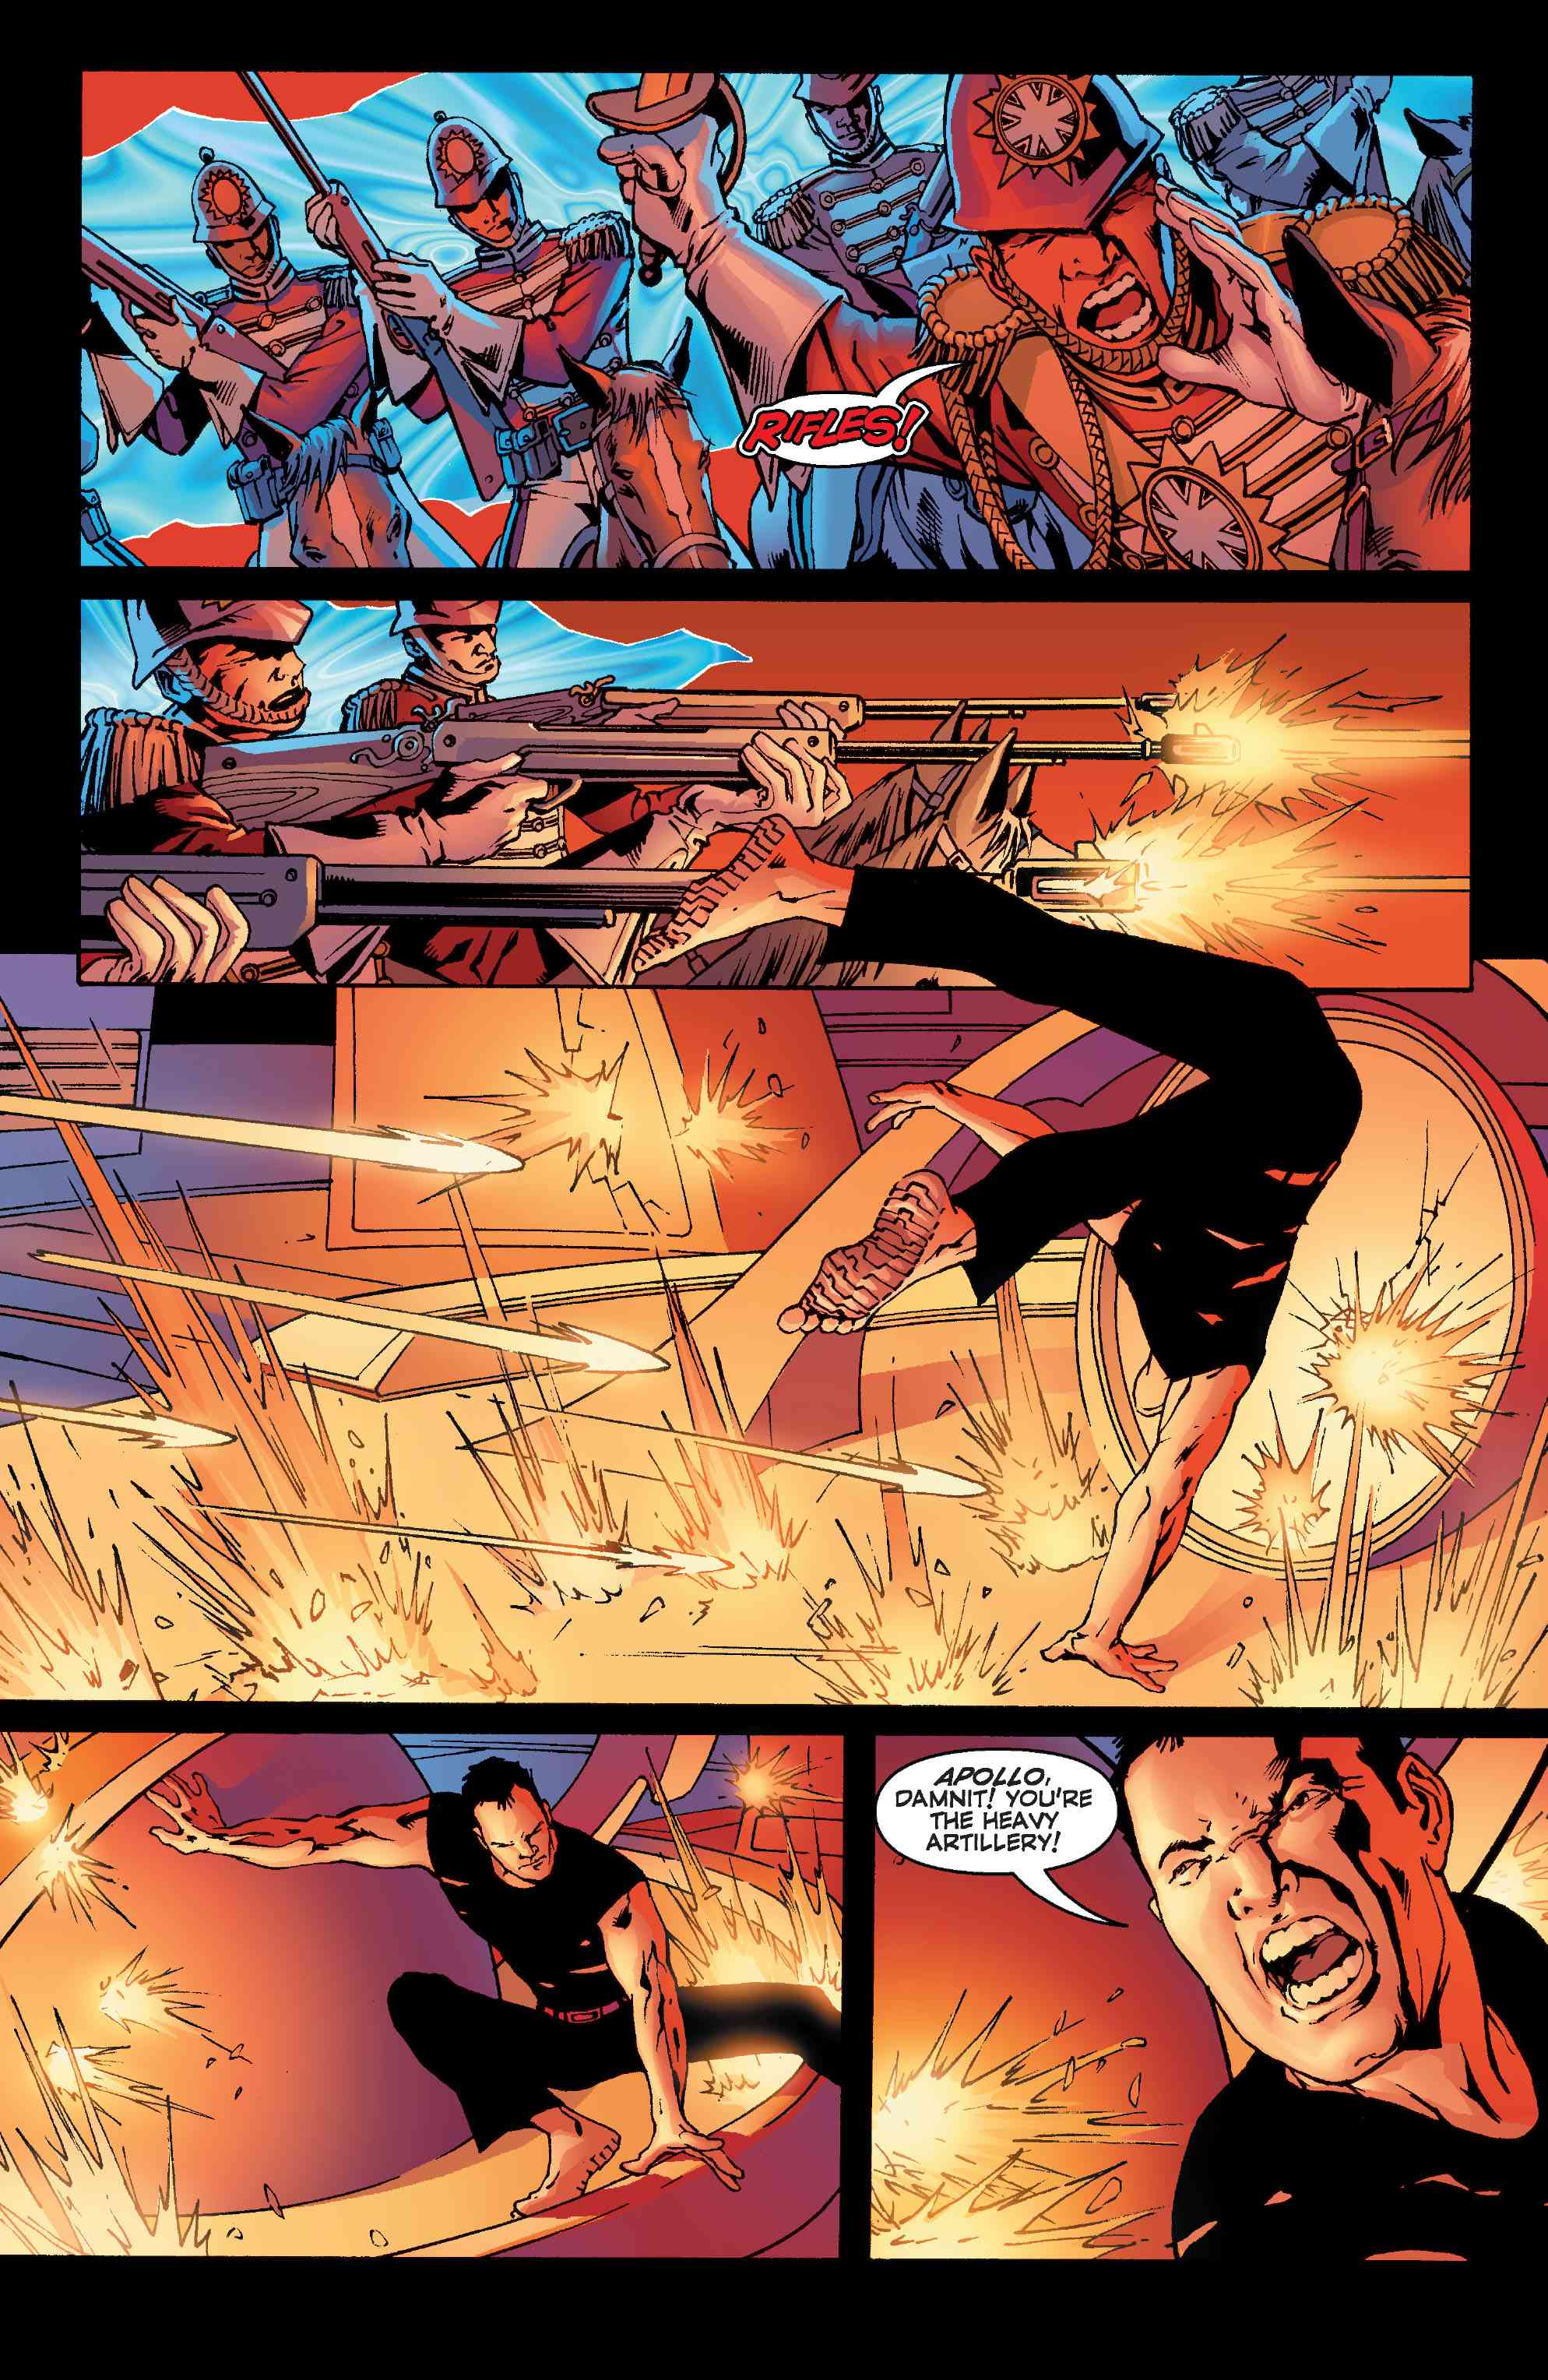 RIFLES!
APOLLO,
DAMNIT! YOU'RE
THE HEAVY
ARTILLERY!